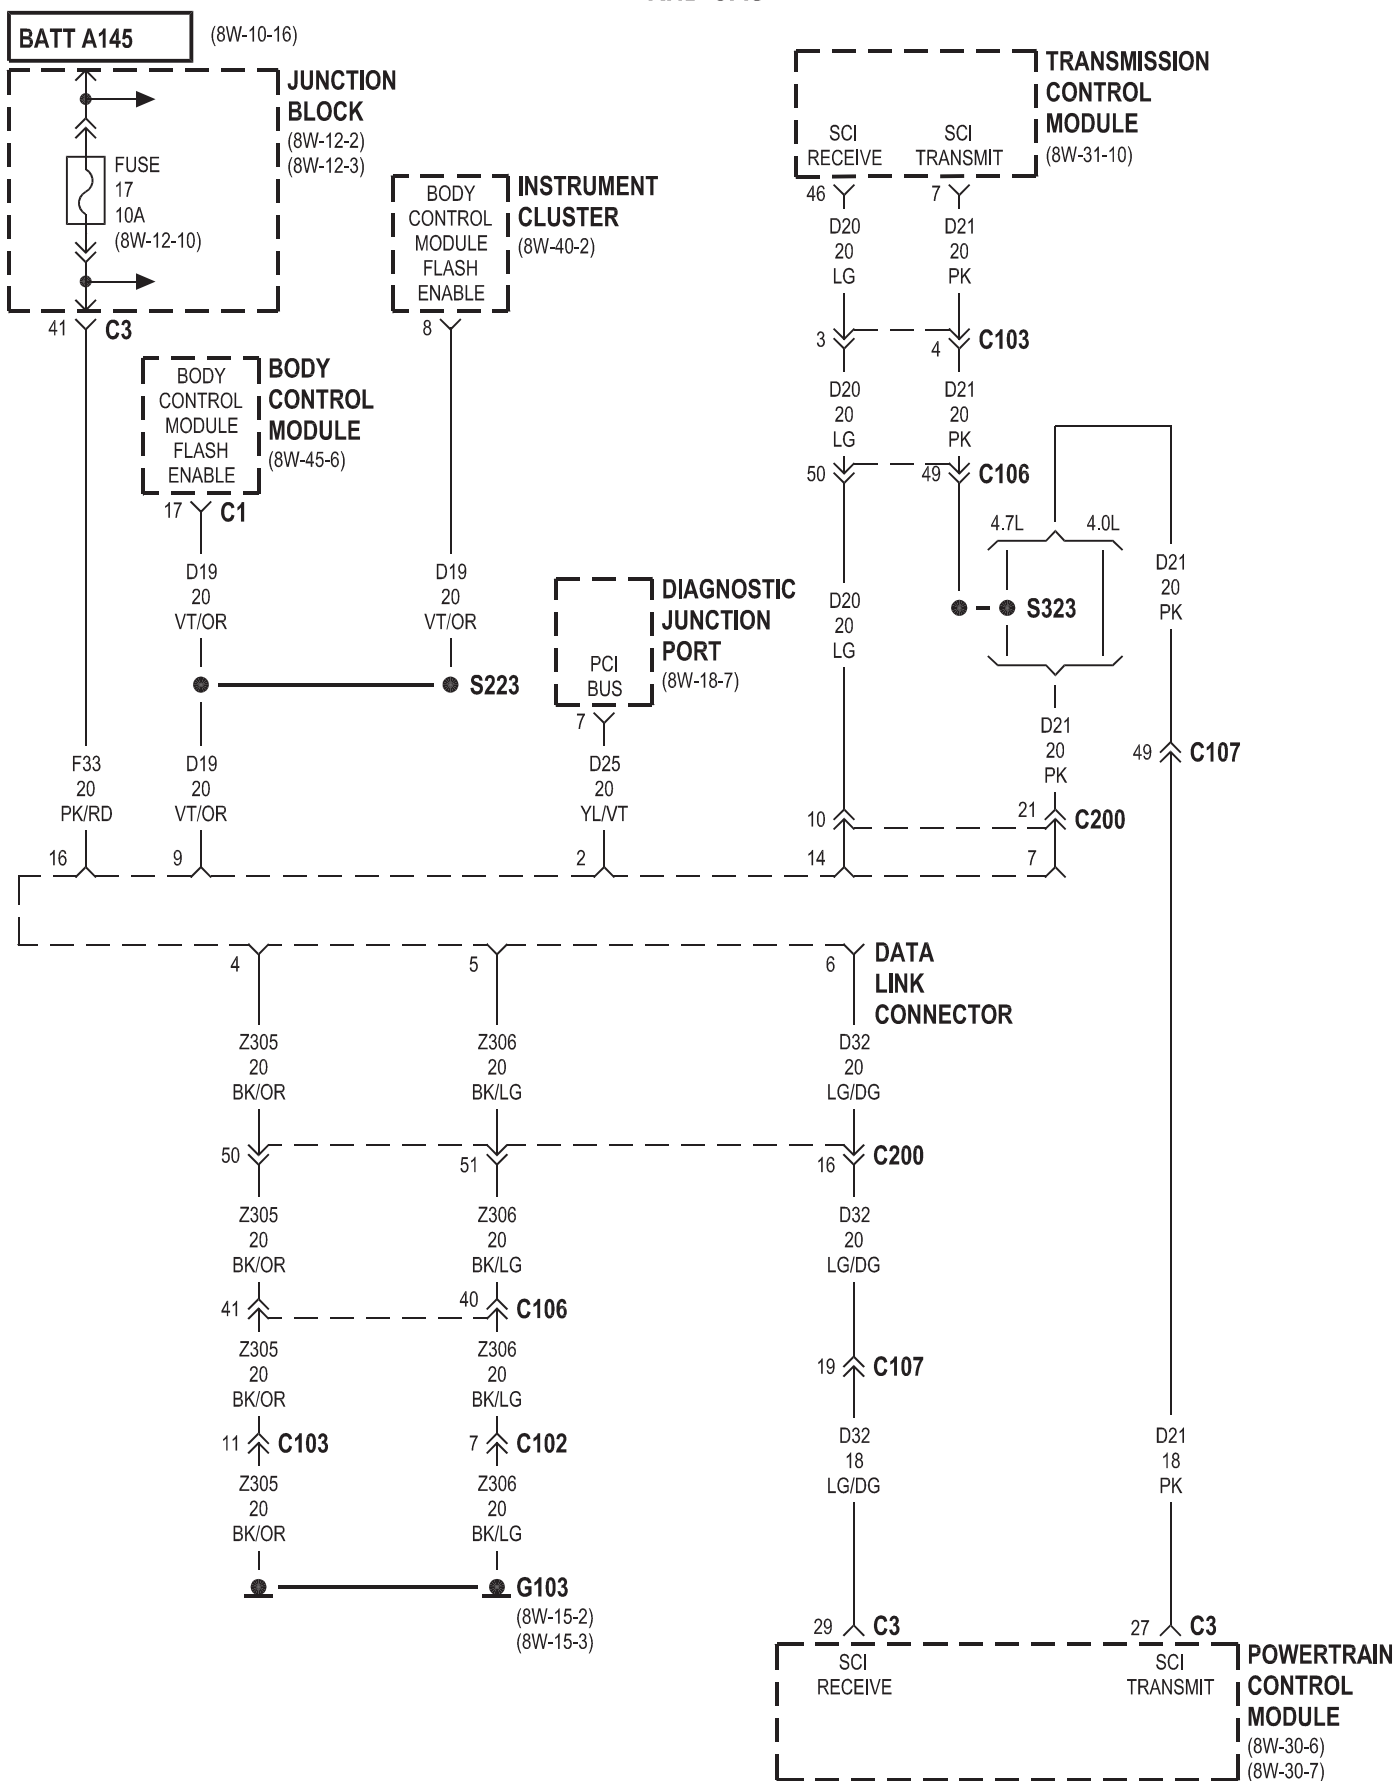 BATT A145
(8W-10-16)
JUNCTION
BLOCK
(8W-12-2)
(8W-12-3)
FUSE
17
10A
(8W-12-10)
41
C3
BODY
CONTROL
MODULE
FLASH
ENABLE
INSTRUMENT
CLUSTER
(8W-40-2)
8
TRANSMISSION
CONTROL
MODULE
(8W-31-10)
SCI
RECEIVE
SCI
TRANSMIT
46
7
D20
20
LG
D21
20
PK
3
4
C103
D20
20
LG
D21
20
PK
50
49
C106
BODY
CONTROL
MODULE
FLASH
ENABLE
BODY
CONTROL
MODULE
(8W-45-6)
17
C1
D19
20
VT/OR
D19
20
VT/OR
S223
DIAGNOSTIC
JUNCTION
PORT
(8W-18-7)
PCI
BUS
7
D20
20
LG
4.7L
4.0L
S323
D21
20
PK
D21
20
PK
49
C107
F33
20
PK/RD
D19
20
VT/OR
D25
20
YL/VT
10
21
C200
16
9
2
14
7
4
5
6
DATA
LINK
CONNECTOR
Z305
20
BK/OR
Z306
20
BK/LG
D32
20
LG/DG
50
51
16
C200
Z305
20
BK/OR
Z306
20
BK/LG
D32
20
LG/DG
41
40
C106
Z305
20
BK/OR
Z306
20
BK/LG
19
C107
11
C103
7
C102
D32
18
LG/DG
D21
18
PK
Z305
20
BK/OR
Z306
20
BK/LG
G103
(8W-15-2)
(8W-15-3)
29
C3
27
C3
SCI
RECEIVE
SCI
TRANSMIT
POWERTRAIN
CONTROL
MODULE
(8W-30-6)
(8W-30-7)